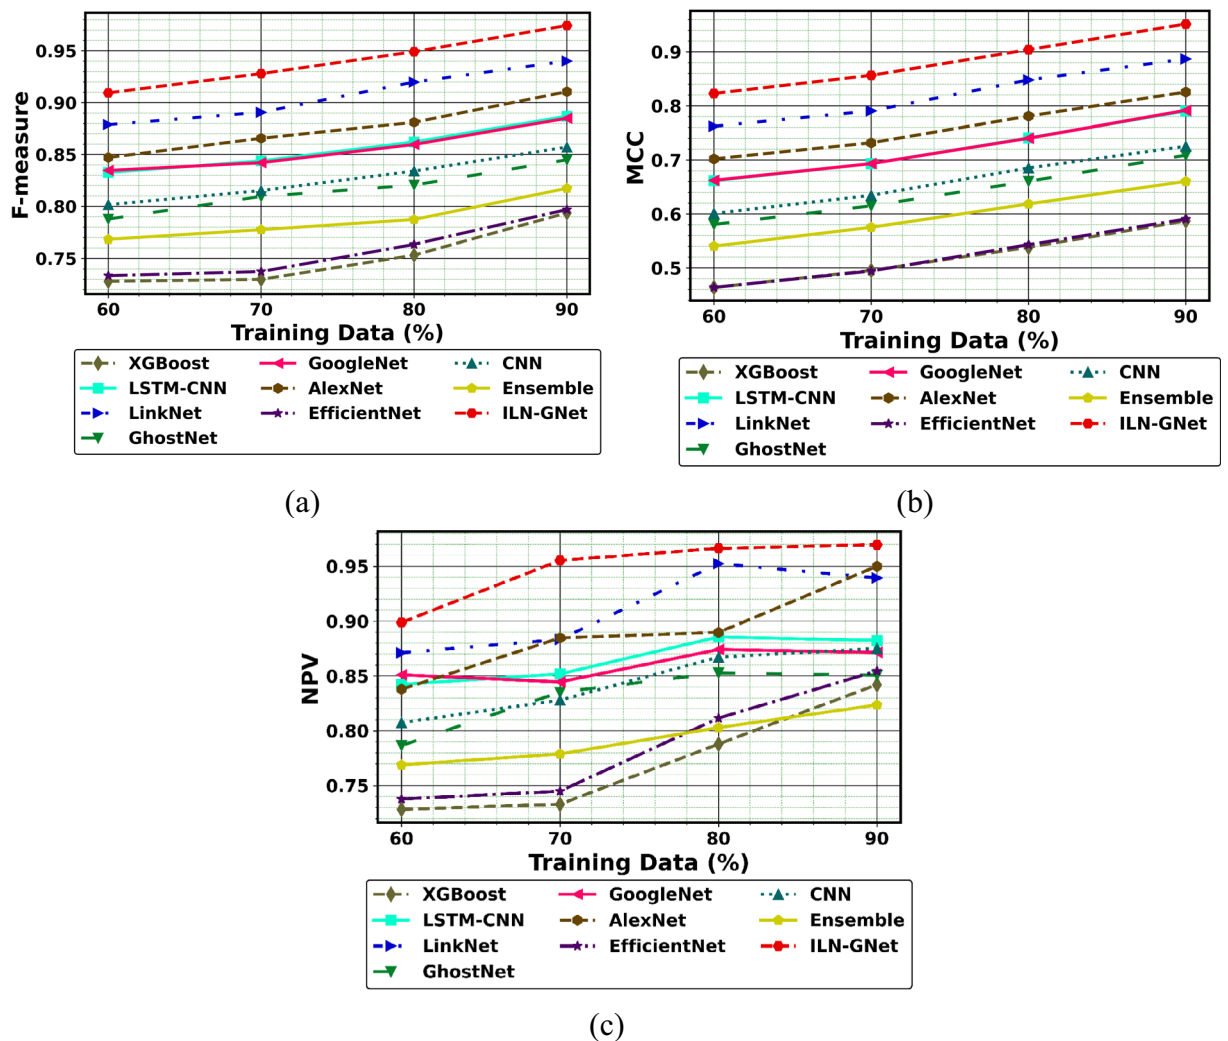 F-measure
0.95
0.90
0.85
0.80
0.75
60 70 80 90
Training Data (%)
XGBoost GoogleNet CNN
LSTM-CNN AlexNet Ensemble
LinkNet EfficientNet ILN-GNet
GhostNet
(a)
MCC
0.9
0.8
0.7
0.6
0.5
60 70 80 90
Training Data (%)
XGBoost GoogleNet CNN
LSTM-CNN AlexNet Ensemble
LinkNet EfficientNet ILN-GNet
GhostNet
(b)
NPV
0.95
0.90
0.85
0.80
0.75
60 70 80 90
Training Data (%)
XGBoost GoogleNet CNN
LSTM-CNN AlexNet Ensemble
LinkNet EfficientNet ILN-GNet
GhostNet
(c)